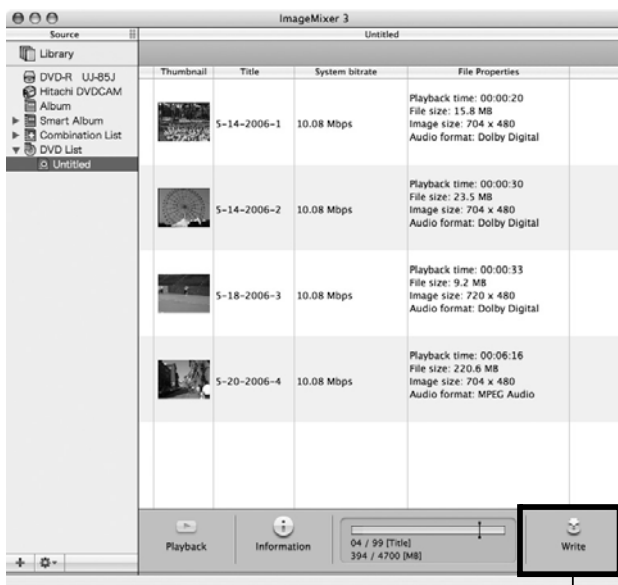 ImageMixer 3
Source
Untitled
Library
DVD-R UJ-85J
Hitachi DVDCAM
Album
Smart Album
Combination List
DVD List
Untitled
Thumbnail Title System bitrate File Properties
5-14-2006-1 10.08 Mbps
Playback time: 00:00:20
File size: 15.8 MB
Image size: 704 x 480
Audio format: Dolby Digital
5-14-2006-2 10.08 Mbps
Playback time: 00:00:30
File size: 23.5 MB
Image size: 704 x 480
Audio format: Dolby Digital
5-18-2006-3 10.08 Mbps
Playback time: 00:00:33
File size: 9.2 MB
Image size: 720 x 480
Audio format: Dolby Digital
5-20-2006-4 10.08 Mbps
Playback time: 00:06:16
File size: 220.6 MB
Image size: 704 x 480
Audio format: MPEG Audio
Playback
Information
04 / 99 [Title]
394 / 4700 [MB]
Write